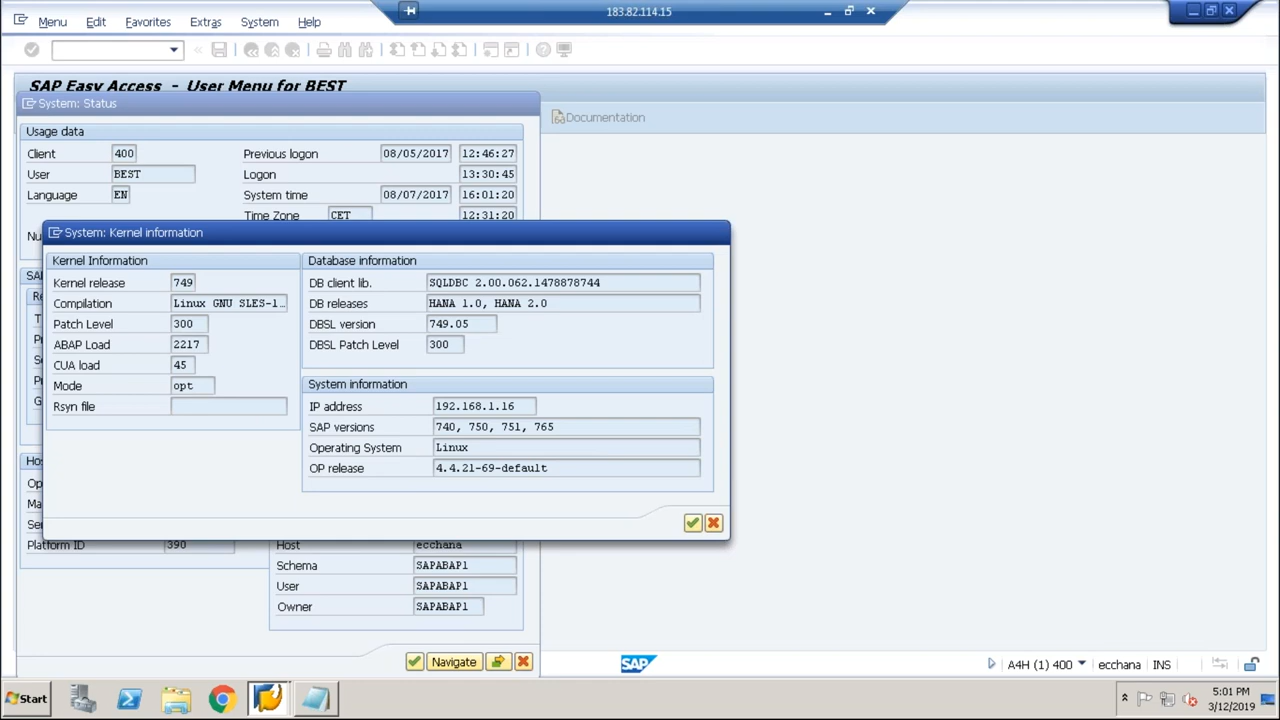 183.82.114.15
Menu Edit Favorites Extras System Help
SAP Easy Access - User Menu for BEST
System: Status
Documentation
Usage data
Client 400 Previous logon 08/05/2017 12:46:27
User BEST Logon 13:30:45
Language EN System time 08/07/2017 16:01:20
Time Zone CET 12:31:20
Nu
System: Kernel information
Kernel Information
Kernel release 749
Compilation Linux GNU SLES-1...
Patch Level 300
ABAP Load 2217
CUA load 45
Mode opt
Rsyn file
Database information
DB client lib. SQLDBC 2.00.062.1478878744
DB releases HANA 1.0, HANA 2.0
DBSL version 749.05
DBSL Patch Level 300
System information
IP address 192.168.1.16
SAP versions 740, 750, 751, 765
Operating System Linux
OP release 4.4.21-69-default
Ho
Op
Ma
Se
Platform ID 390 Host ecchana
Schema SAPABAP1
User SAPABAP1
Owner SAPABAP1
Navigate
SAP A4H (1) 400 ecchana INS
Start 5:01 PM
3/12/2019